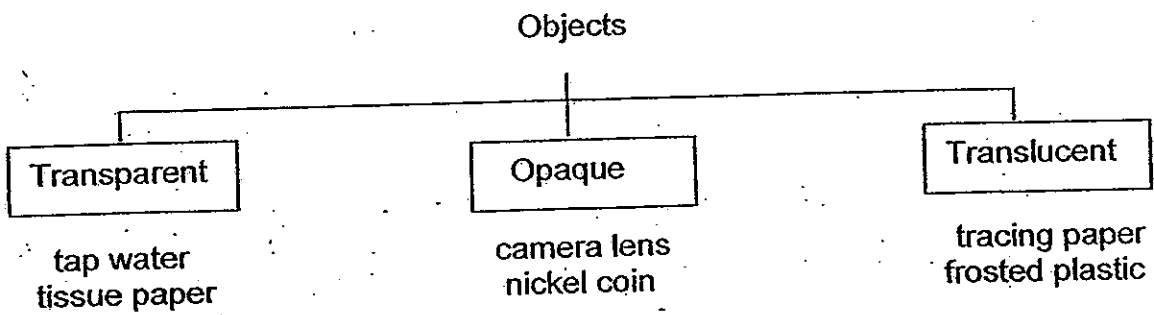 Objects
Transparent
Opaque
Translucent
tap water
tissue paper
camera lens
nickel coin
tracing paper
frosted plastic